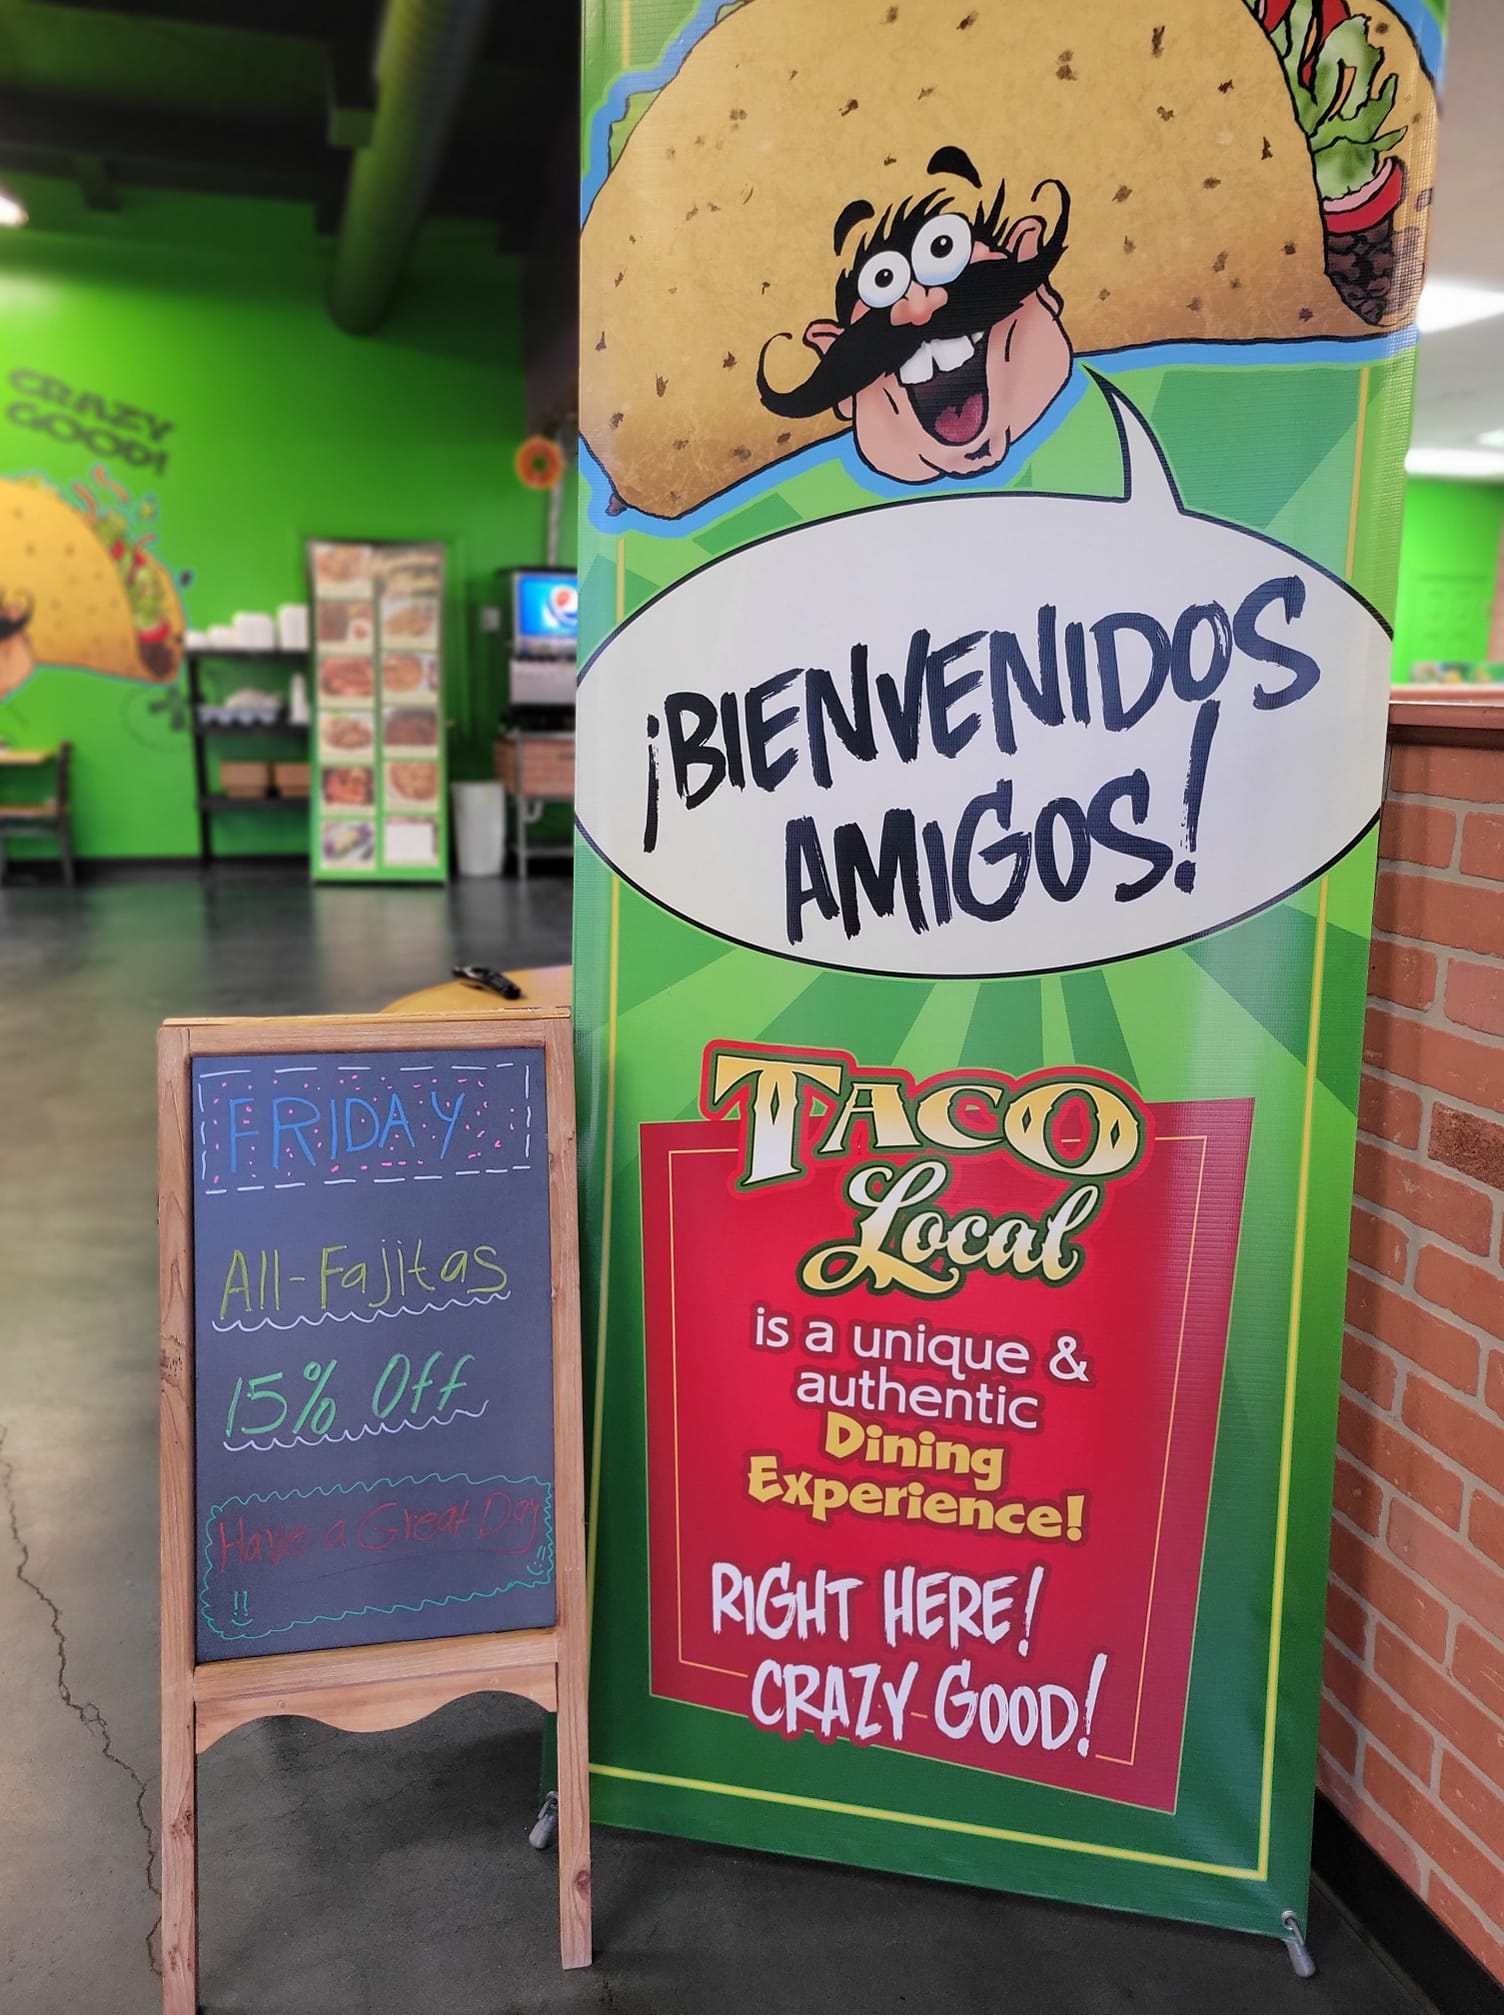 CRAZY
GOOD!
¡BIENVENIDOS
AMIGOS!
TACO
Local
is a unique &
authentic
Dining
Experience!
RIGHT HERE!
CRAZY GOOD!
FRIDAY
All-Fajitas
15% Off
Have a Great Day